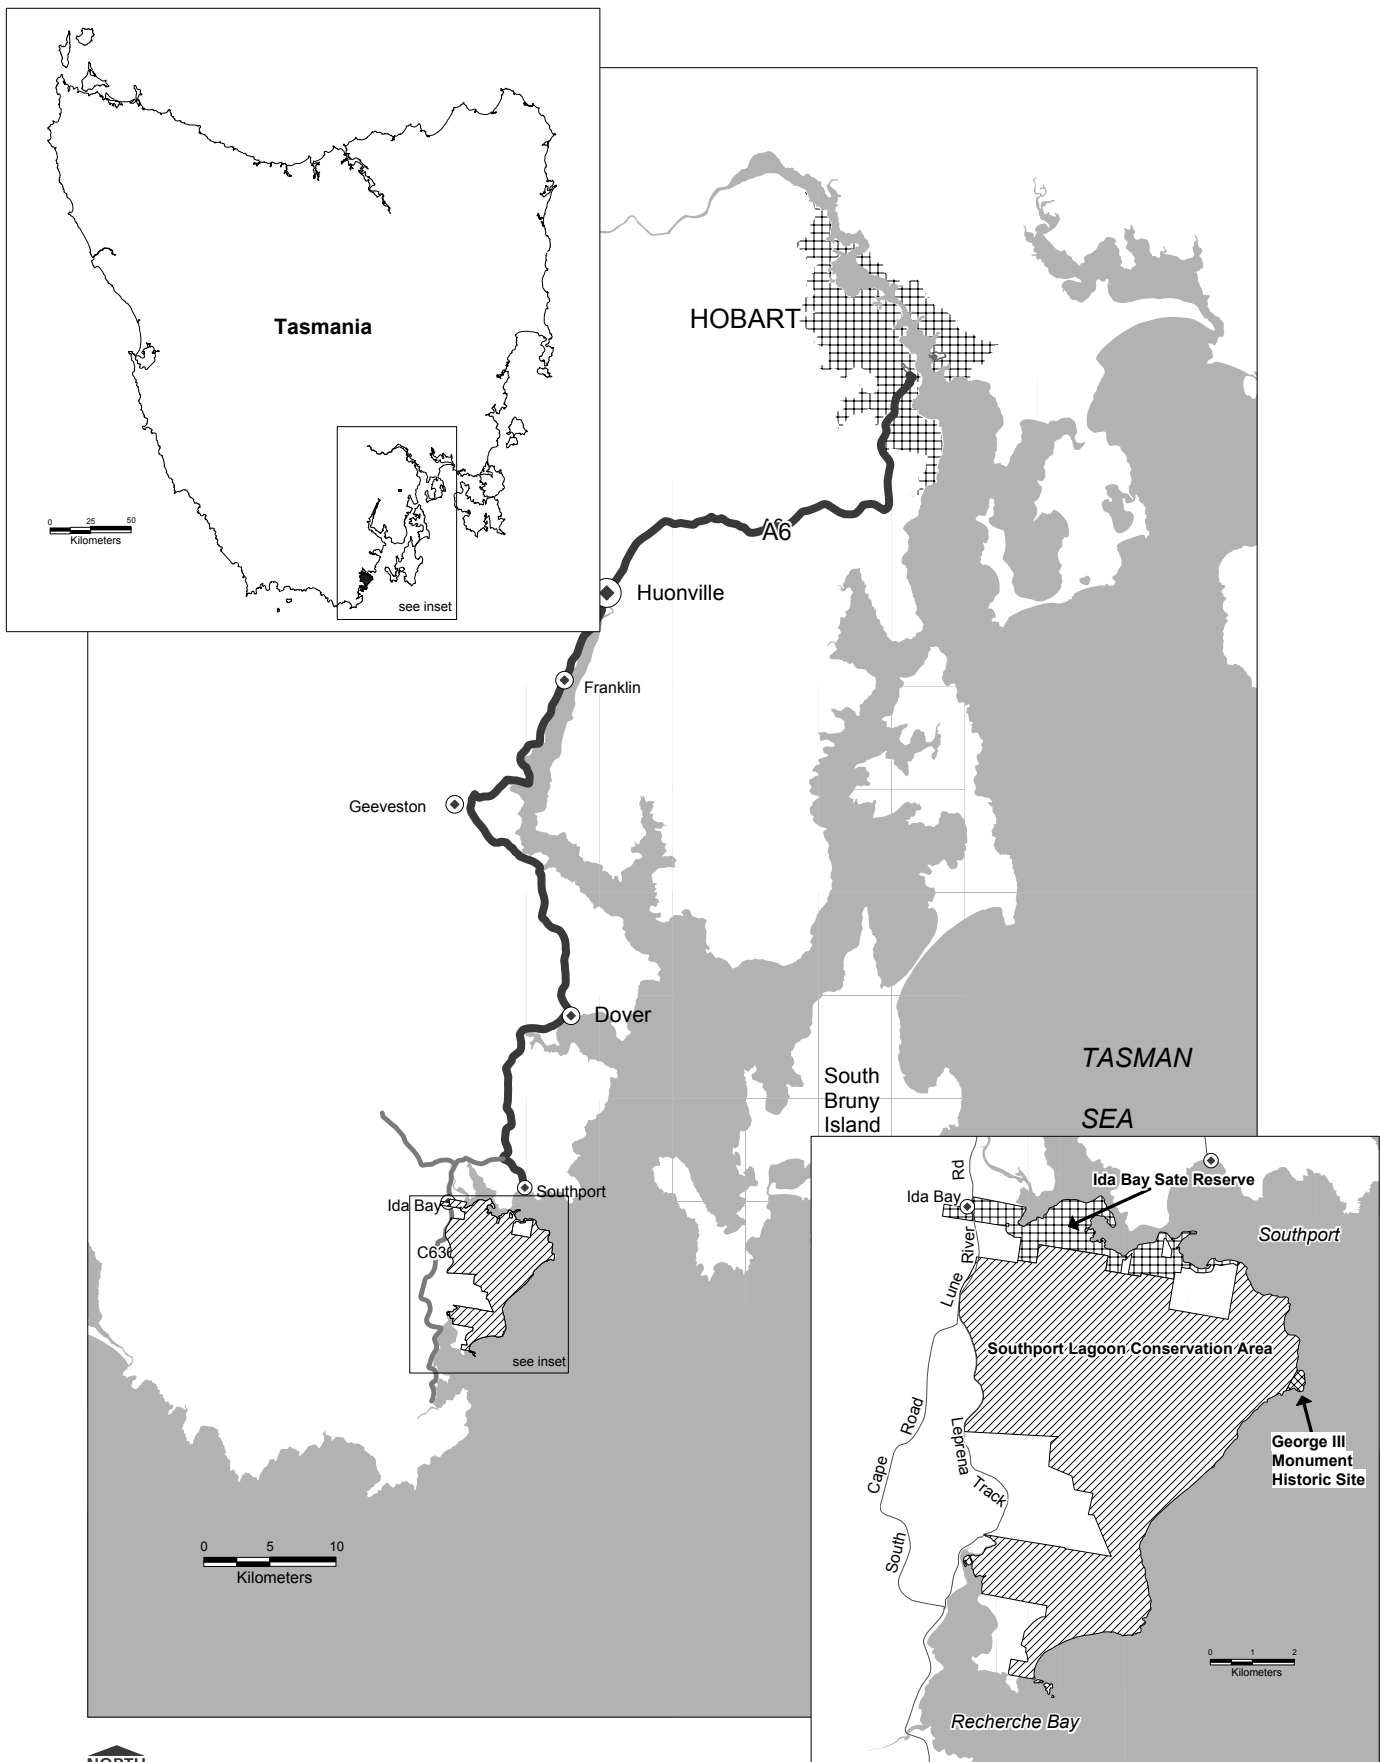 Tasmania
0 25 50
Kilometers
see inset
HOBART
A6
Huonville
Franklin
Geeveston
Dover
TASMAN
SEA
South
Bruny
Island
Southport
Ida Bay
C636
see inset
0 5 10
Kilometers
Rd
Ida Bay Sate Reserve
Ida Bay
River
Southport
Lune
Southport Lagoon Conservation Area
Road
Leprena
Track
Cape
South
George III
Monument
Historic Site
0 1 2
Kilometers
Recherche Bay
NORTH